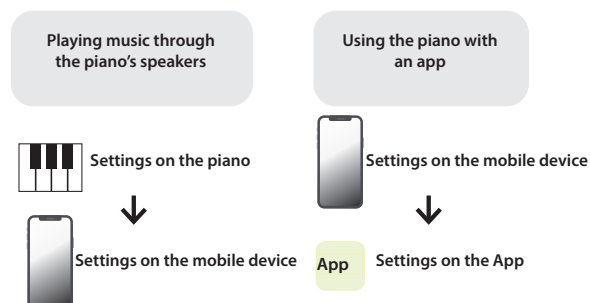 Playing music through
the piano’s speakers
Settings on the piano
Settings on the mobile device
Using the piano with
an app
Settings on the mobile device
App
Settings on the App